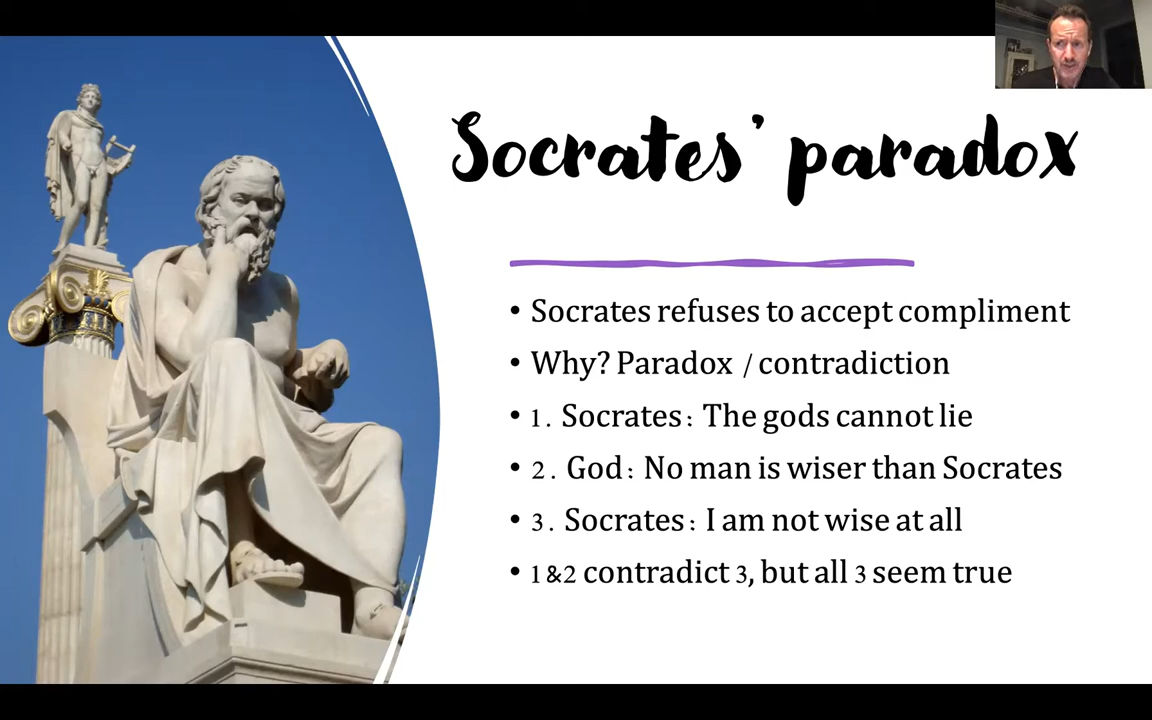 Socrates' paradox
• Socrates refuses to accept compliment
• Why? Paradox / contradiction
• 1. Socrates: The gods cannot lie
• 2. God: No man is wiser than Socrates
• 3. Socrates: I am not wise at all
• 1&2 contradict 3, but all 3 seem true